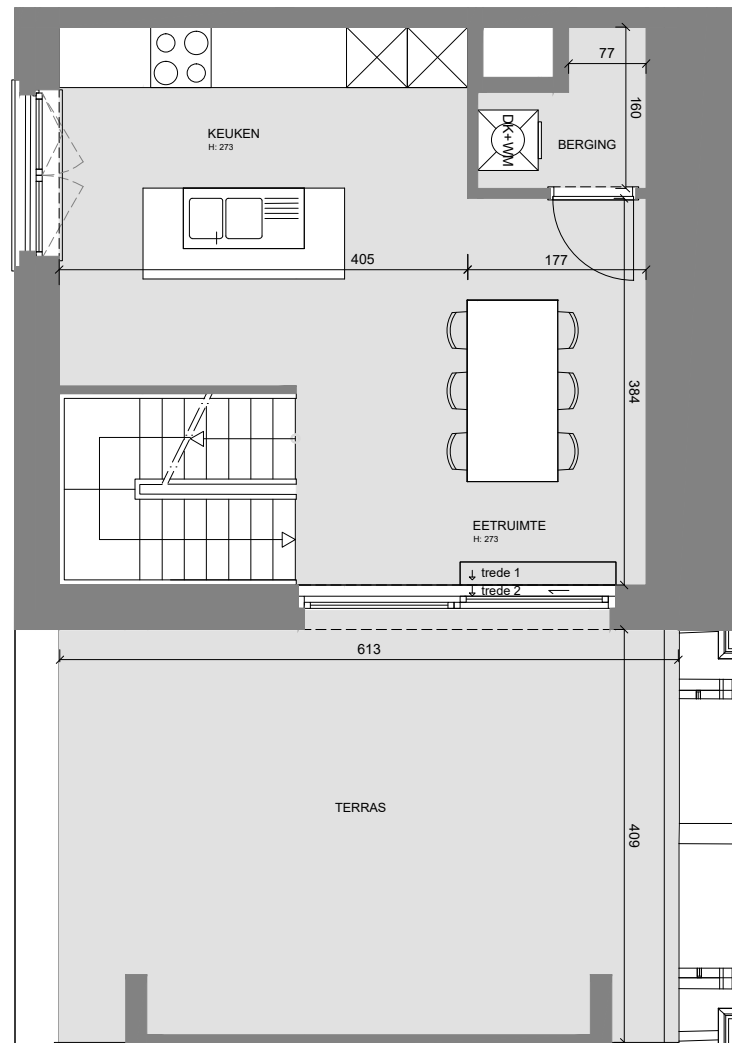 77
160
KEUKEN
H: 273
DK+WM
BERGING
405
177
384
EETRUIMTE
H: 273
trede 1
trede 2
613
TERRAS
409